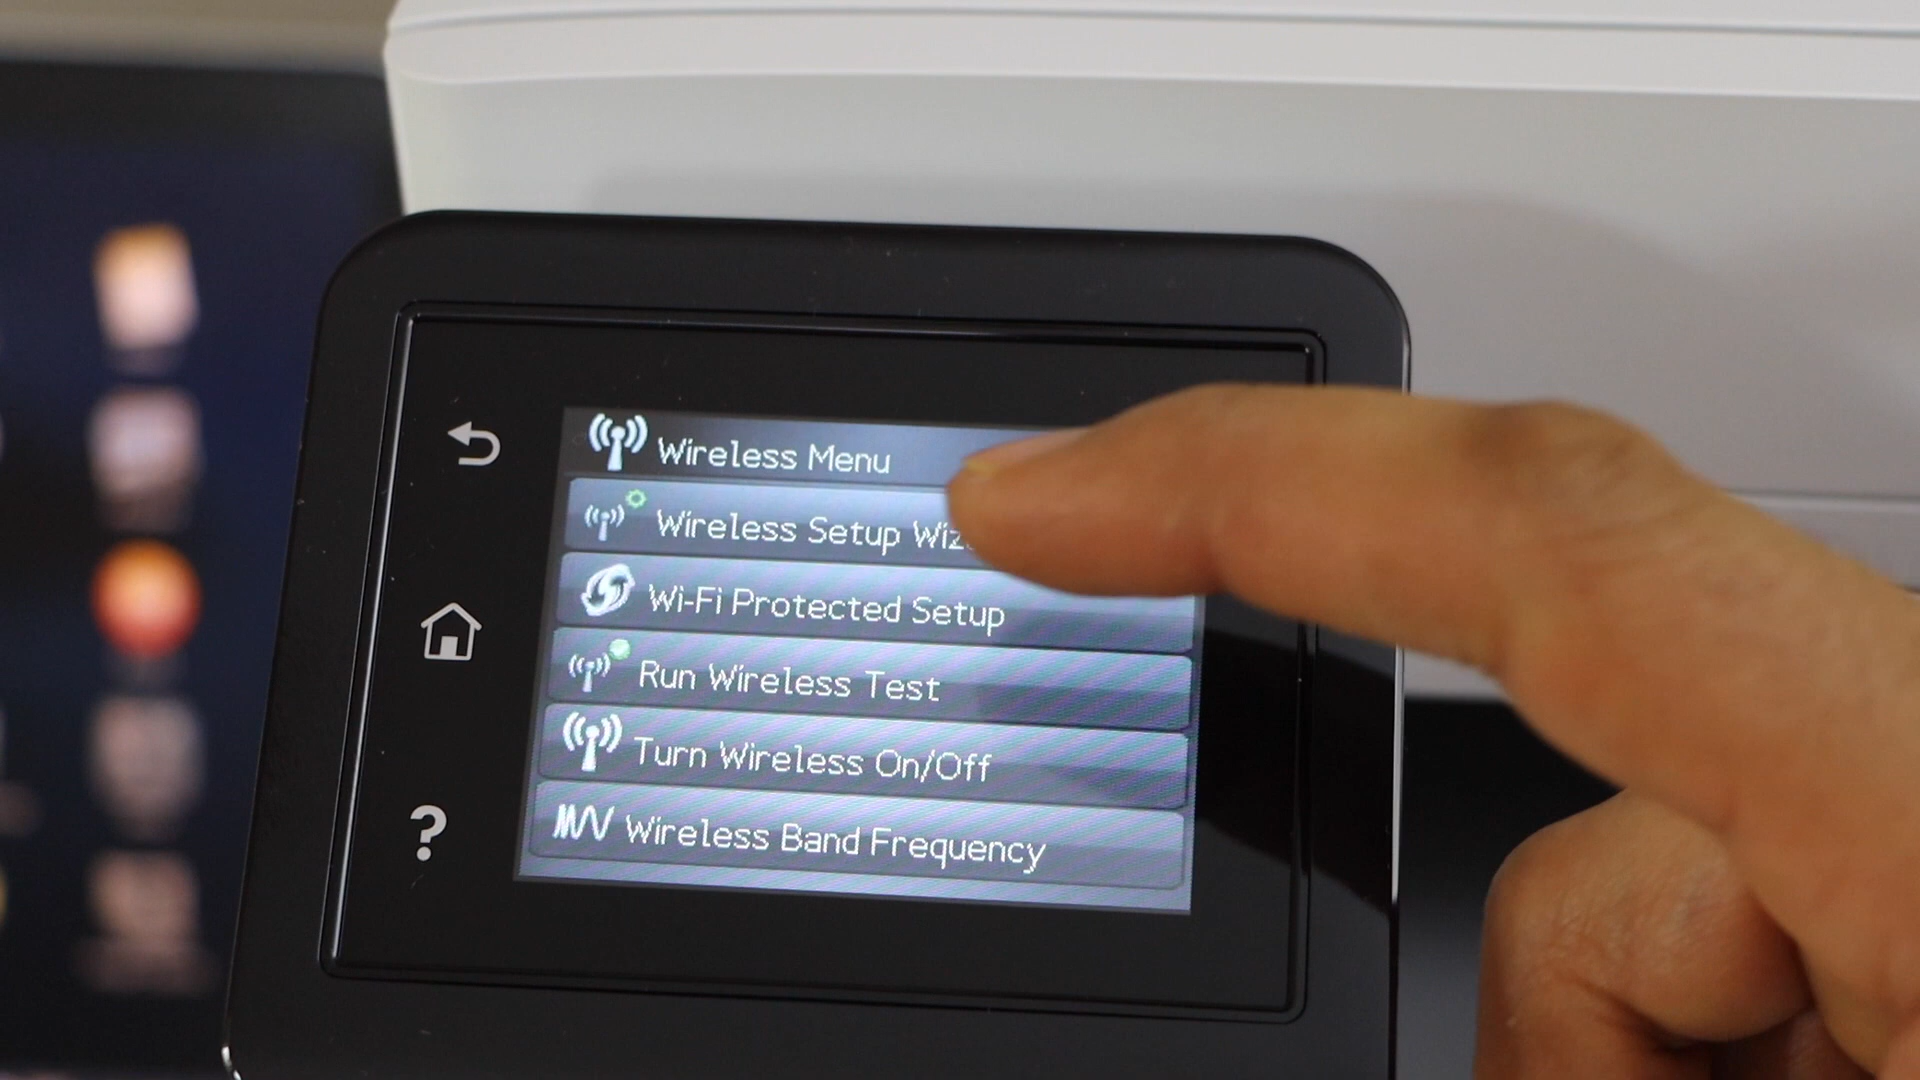 Wireless Menu
Wireless Setup
Wi-Fi Protected Setup
Run Wireless Test
Turn Wireless On/Off
Wireless Band Frequency
?